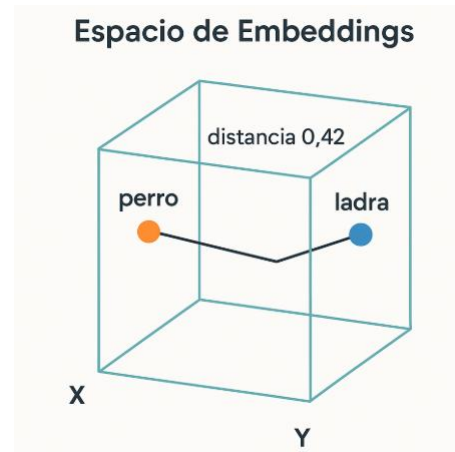 Espacio de Embeddings
distancia 0,42
perro
ladra
X
Y